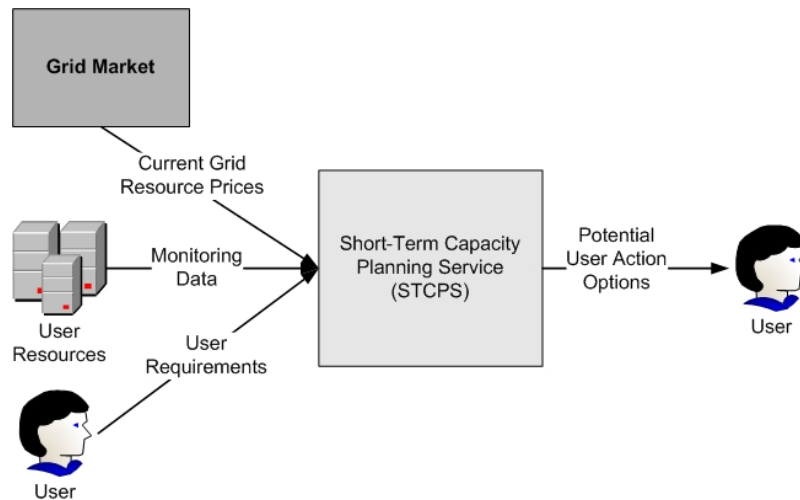 Grid Market
Current Grid
Resource Prices
Monitoring
Data
User
Resources
User
Requirements
User
Short-Term Capacity
Planning Service
(STCPS)
Potential
User Action
Options
User